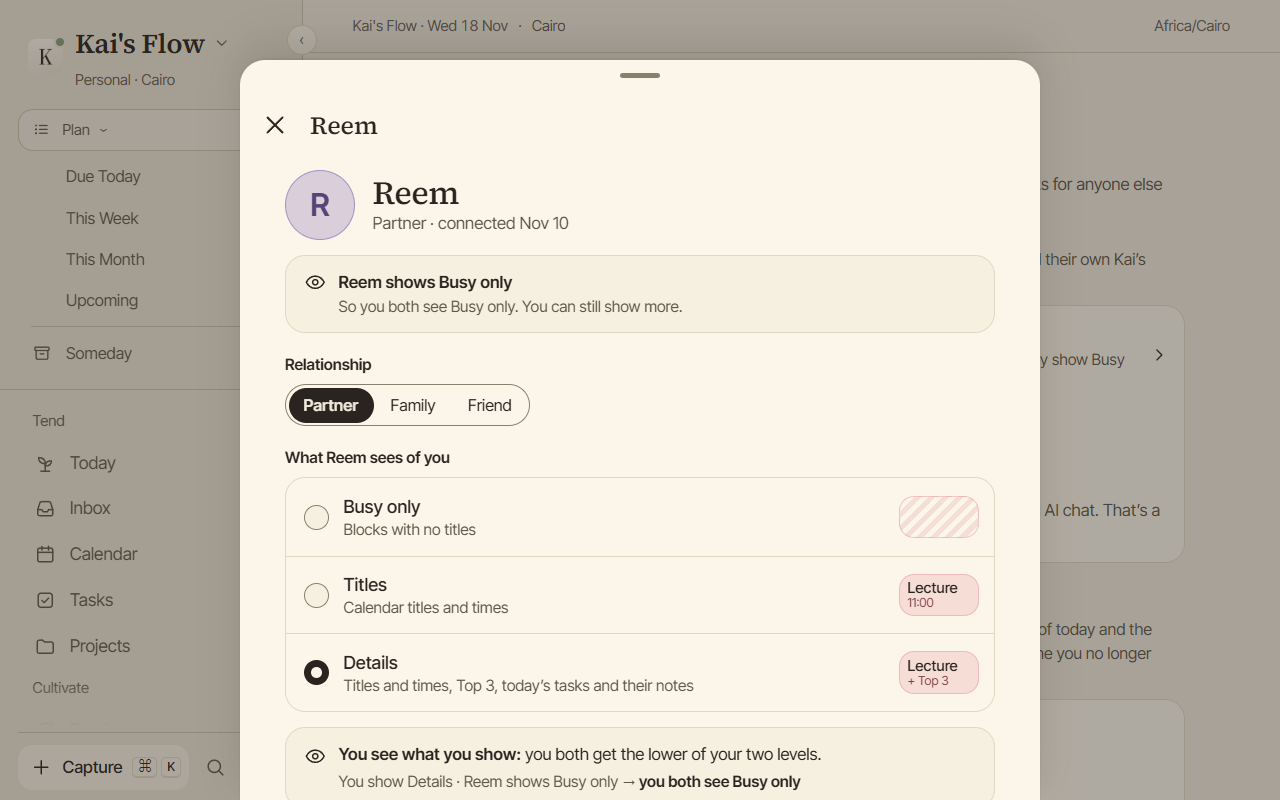 K
Kai's Flow
Personal · Cairo
Kai's Flow · Wed 18 Nov · Cairo
Africa/Cairo
Plan
Due Today
This Week
This Month
Upcoming
Someday
Tend
Today
Inbox
Calendar
Tasks
Projects
Cultivate
Capture ⌘ K
Reem
R
Reem
Partner · connected Nov 10
Reem shows Busy only
So you both see Busy only. You can still show more.
Relationship
Partner Family Friend
What Reem sees of you
Busy only
Blocks with no titles
Titles
Calendar titles and times
Lecture
11:00
Details
Titles and times, Top 3, today’s tasks and their notes
Lecture
+ Top 3
You see what you show: you both get the lower of your two levels.
You show Details · Reem shows Busy only → you both see Busy only
for anyone else
their own Kai’s
show Busy
AI chat. That’s a
of today and the
you no longer